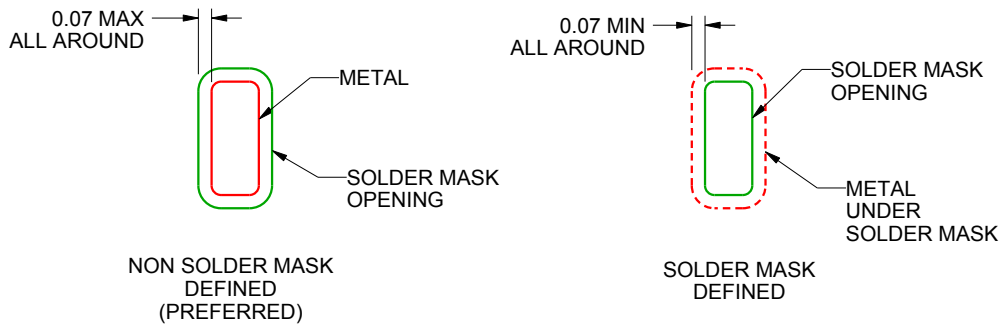 0.07 MAX
ALL AROUND
METAL
SOLDER MASK
OPENING
NON SOLDER MASK
DEFINED
(PREFERRED)
0.07 MIN
ALL AROUND
SOLDER MASK
OPENING
METAL
UNDER
SOLDER MASK
SOLDER MASK
DEFINED